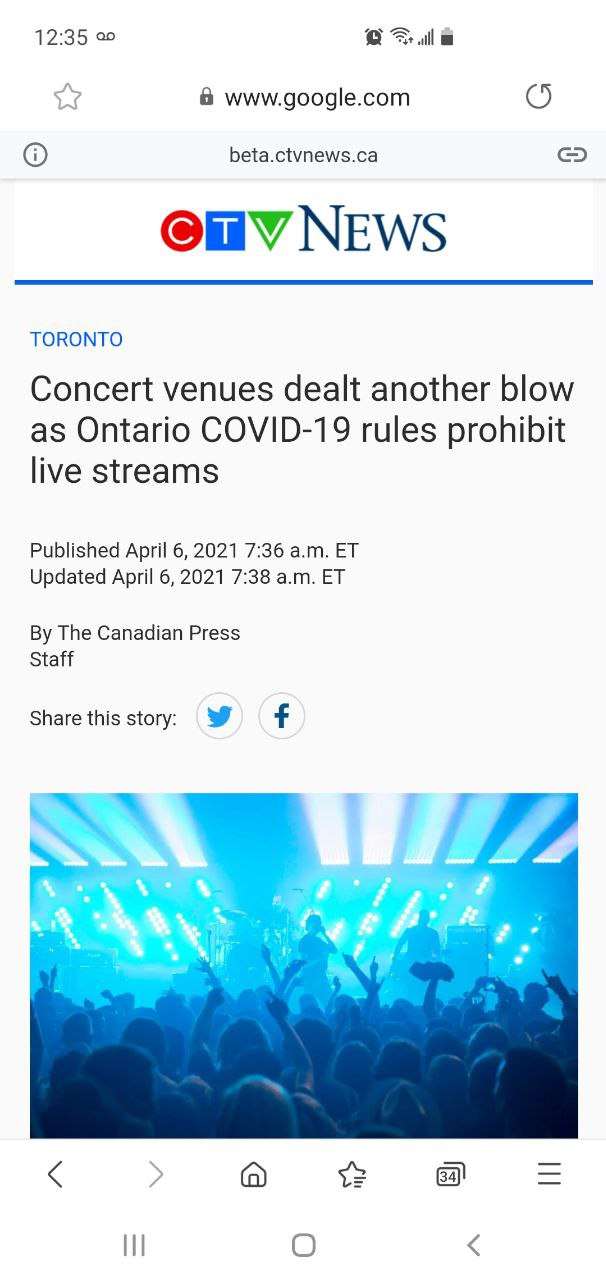 12:35
www.google.com
beta.ctvnews.ca
CTV NEWS
TORONTO
Concert venues dealt another blow
as Ontario COVID-19 rules prohibit
live streams
Published April 6, 2021 7:36 a.m. ET
Updated April 6, 2021 7:38 a.m. ET
By The Canadian Press
Staff
Share this story:
34